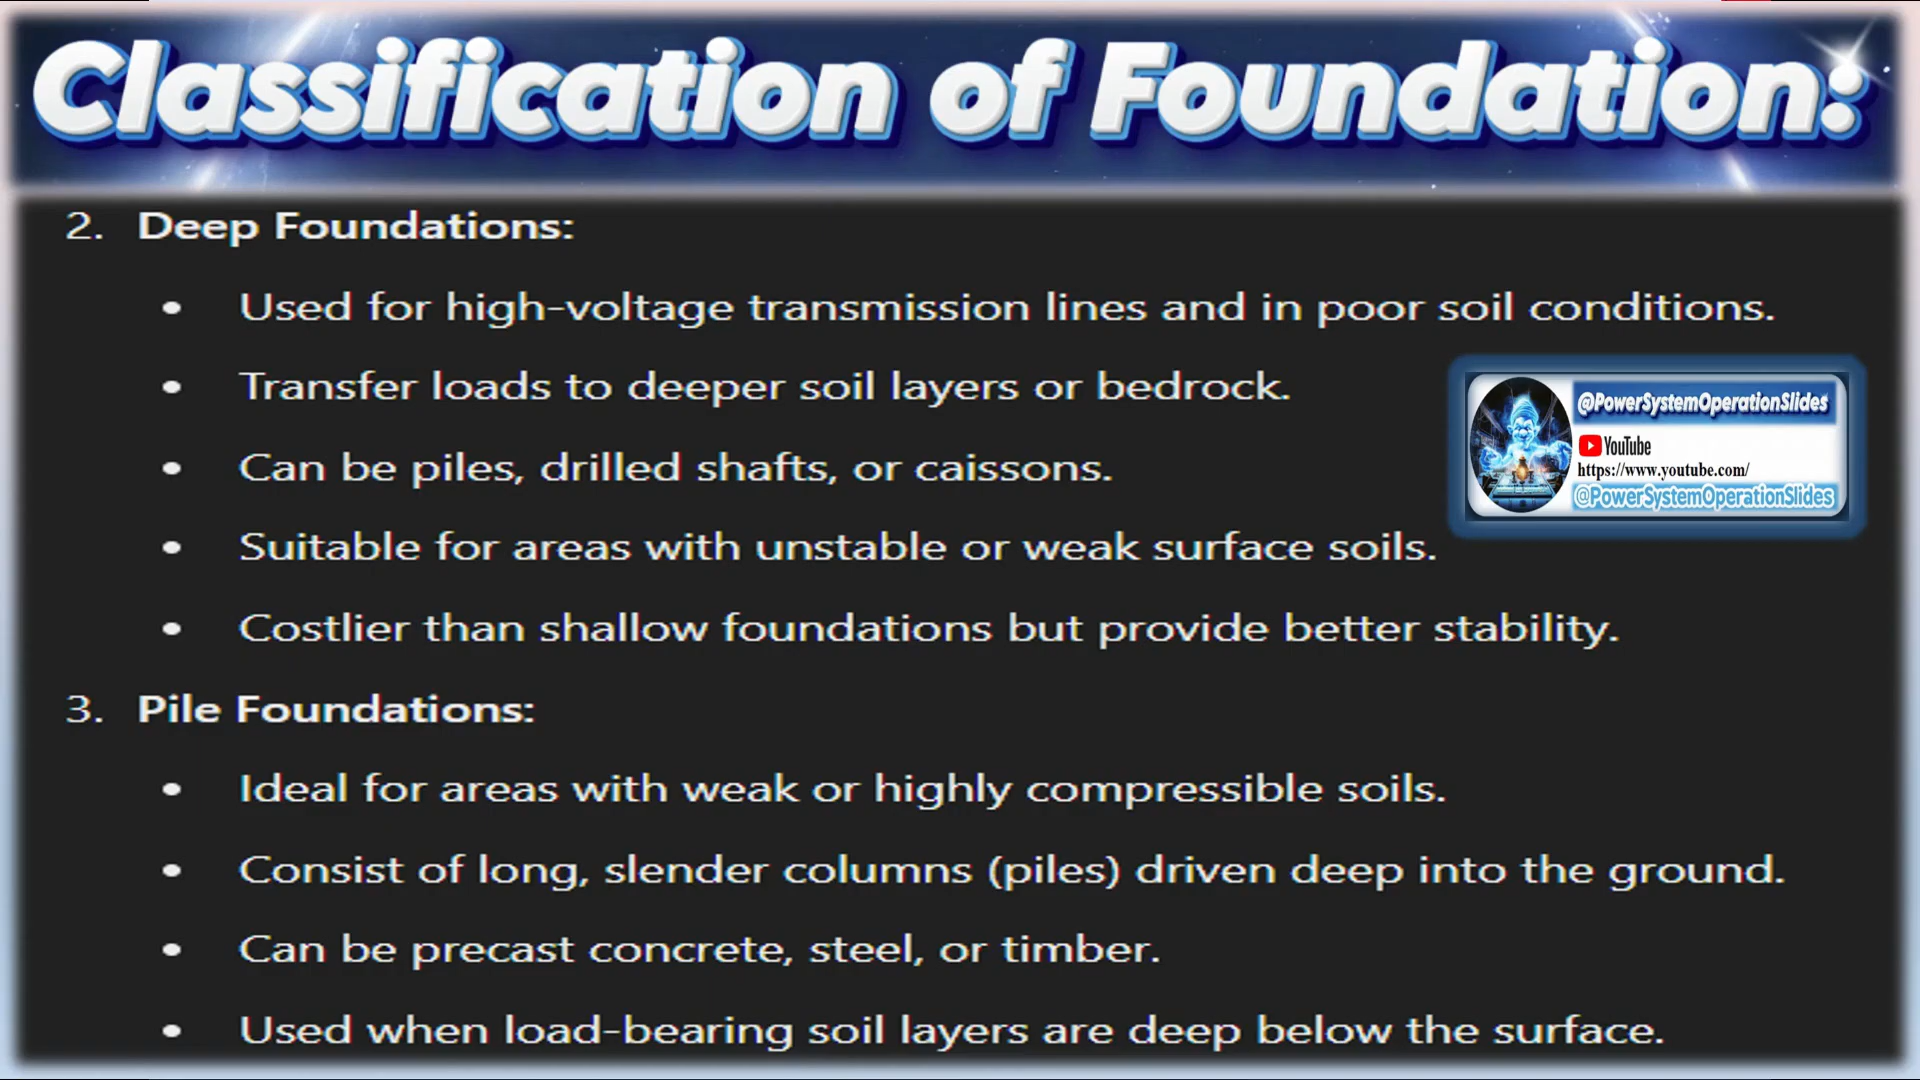 Classification of Foundation:
2. Deep Foundations:
• Used for high-voltage transmission lines and in poor soil conditions.
• Transfer loads to deeper soil layers or bedrock.
• Can be piles, drilled shafts, or caissons.
• Suitable for areas with unstable or weak surface soils.
• Costlier than shallow foundations but provide better stability.
@PowerSystemOperationSlides
YouTube
https://www.youtube.com/
@PowerSystemOperationSlides
3. Pile Foundations:
• Ideal for areas with weak or highly compressible soils.
• Consist of long, slender columns (piles) driven deep into the ground.
• Can be precast concrete, steel, or timber.
• Used when load-bearing soil layers are deep below the surface.